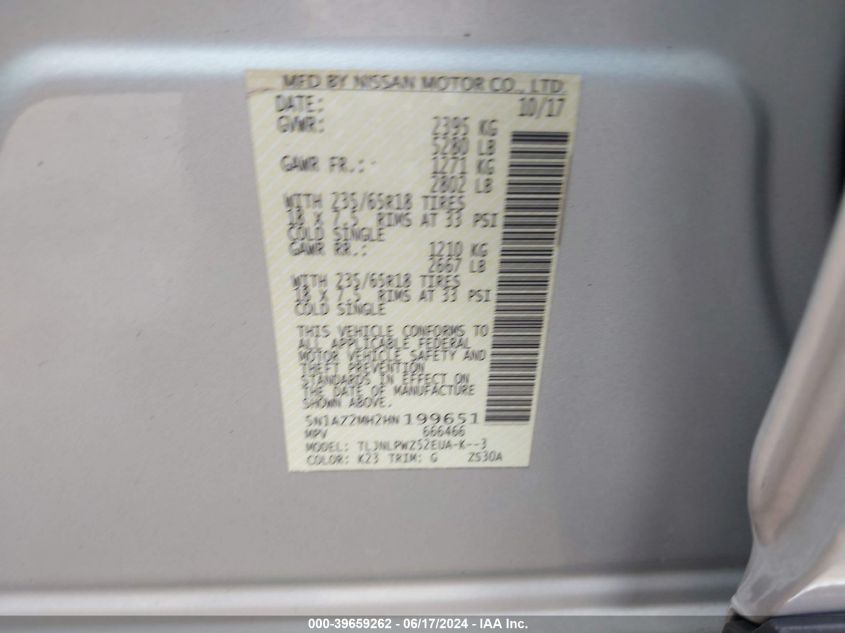 MFD BY NISSAN MOTOR CO., LTD.
DATE: 10/17
GVWR: 2395 KG
5280 LB
GAWR FR.: 1271 KG
2802 LB
WITH 235/65R18 TIRES
18 X 7.5 RIMS AT 33 PSI
COLD SINGLE
GAWR RR.: 1210 KG
2667 LB
WITH 235/65R18 TIRES
18 X 7.5 RIMS AT 33 PSI
COLD SINGLE
THIS VEHICLE CONFORMS TO
ALL APPLICABLE FEDERAL
MOTOR VEHICLE SAFETY AND
THEFT PREVENTION
STANDARDS IN EFFECT ON
THE DATE OF MANUFACTURE
SHOWN ABOVE.
5N1AZ2MH2HN199651
MPV 666466
MODEL: TLJNLPWZ52EUA-K--3
COLOR: K23 TRIM: G ZS30A
000-39659262 - 06/17/2024 - IAA Inc.